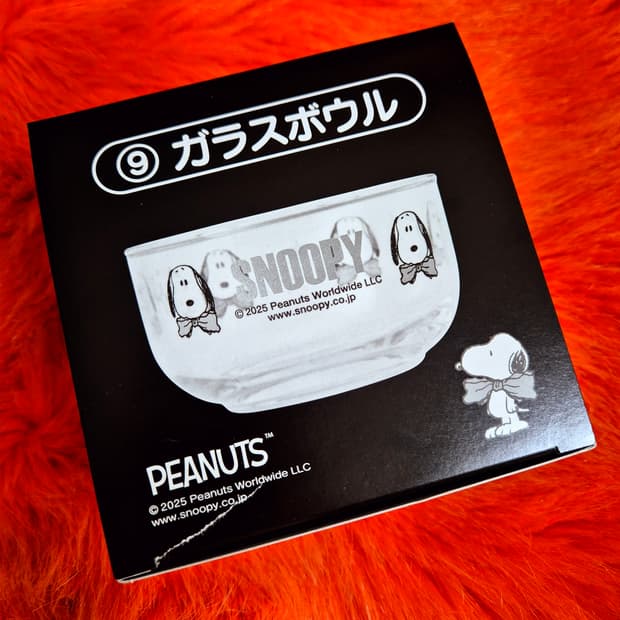 ⑨ ガラスボウル
SNOOPY
© 2025 Peanuts Worldwide LLC
www.snoopy.co.jp
PEANUTS™
© 2025 Peanuts Worldwide LLC
www.snoopy.co.jp